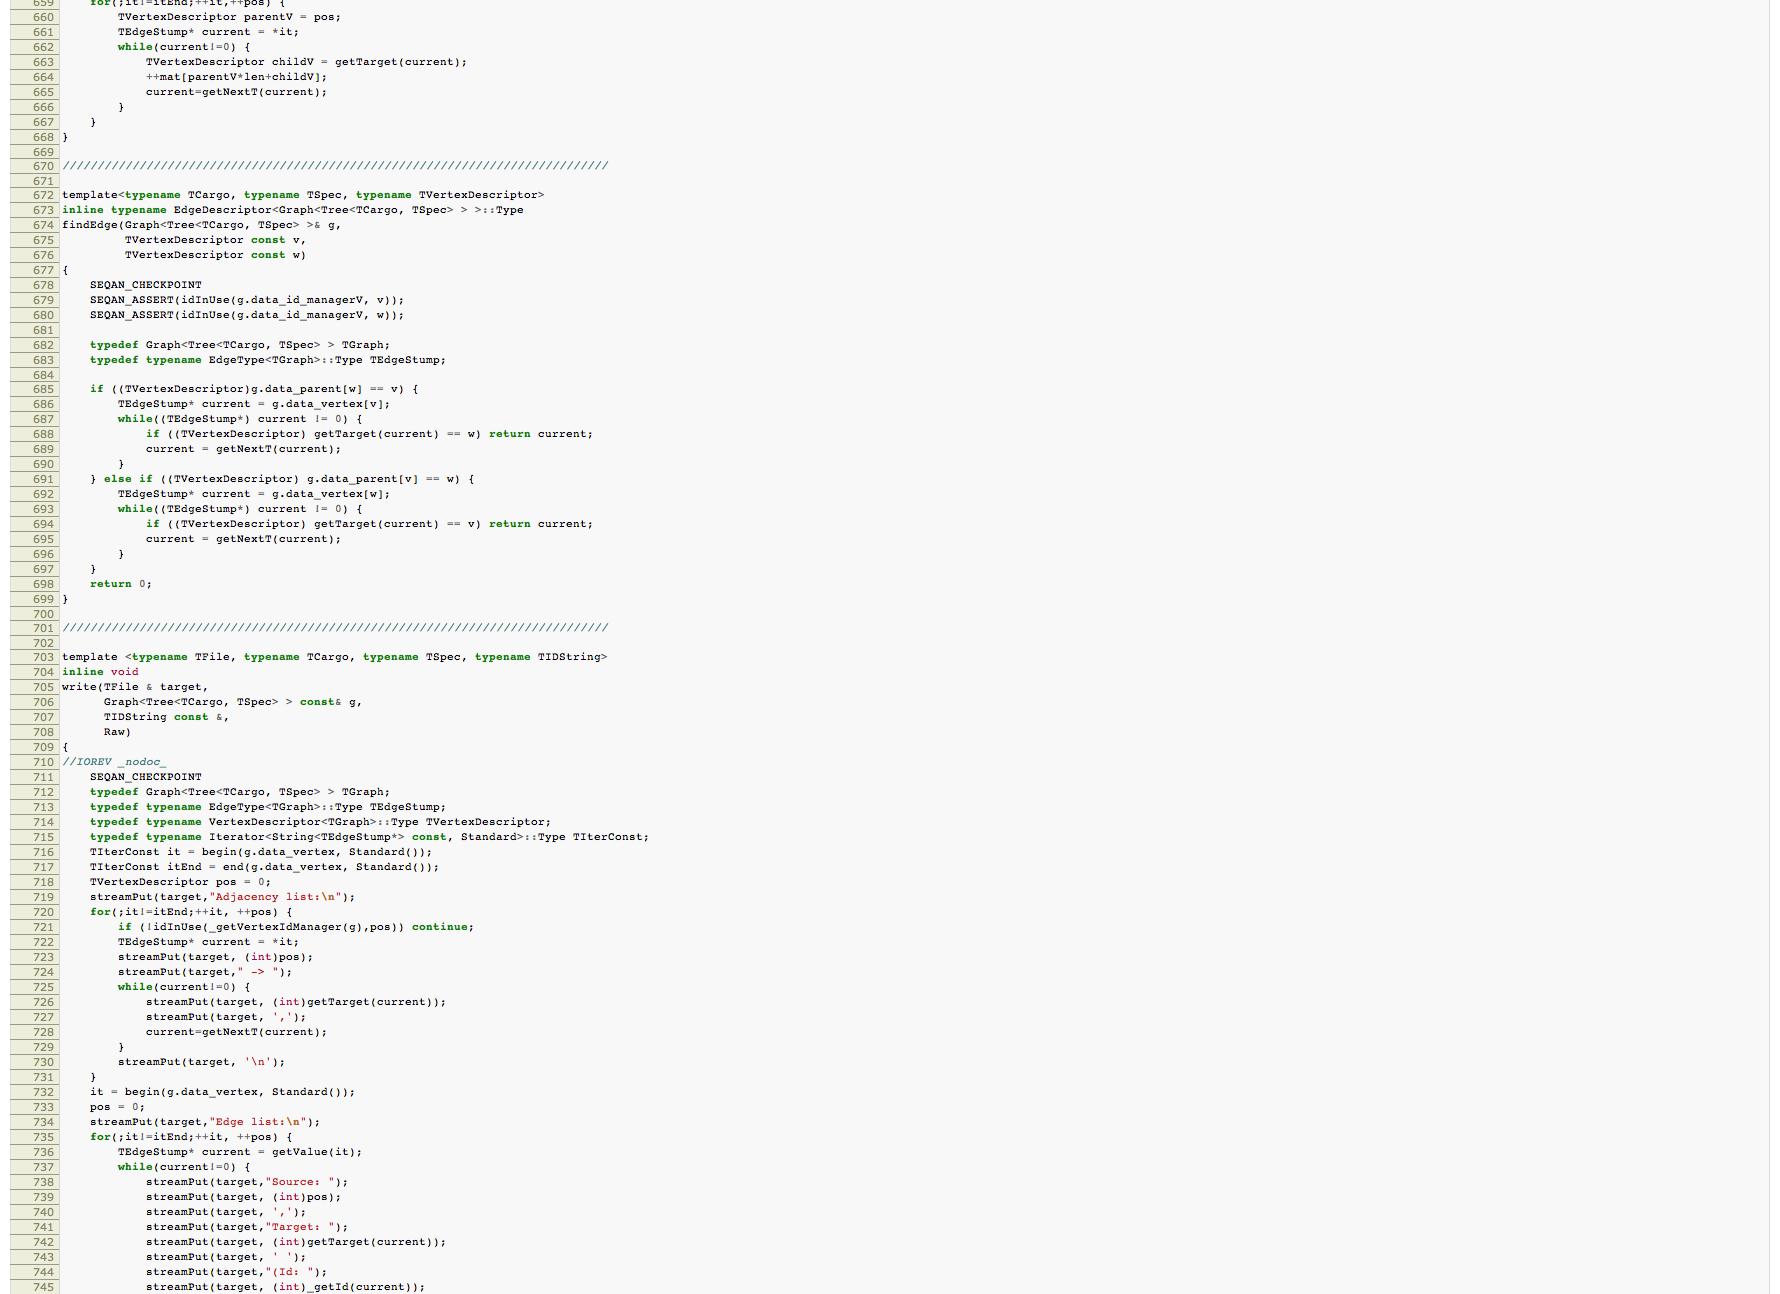 659     for(;it!=itEnd;++it,++pos) {
660         TVertexDescriptor parentV = pos;
661         TEdgeStump* current = *it;
662         while(current!=0) {
663             TVertexDescriptor childV = getTarget(current);
664             ++mat[parentV*len+childV];
665             current=getNextT(current);
666         }
667     }
668 }
669
670 //////////////////////////////////////////////////////////////////////////////
671
672 template<typename TCargo, typename TSpec, typename TVertexDescriptor>
673 inline typename EdgeDescriptor<Graph<Tree<TCargo, TSpec> > >::Type
674 findEdge(Graph<Tree<TCargo, TSpec> >& g,
675          TVertexDescriptor const v,
676          TVertexDescriptor const w)
677 {
678     SEQAN_CHECKPOINT
679     SEQAN_ASSERT(idInUse(g.data_id_managerV, v));
680     SEQAN_ASSERT(idInUse(g.data_id_managerV, w));
681
682     typedef Graph<Tree<TCargo, TSpec> > TGraph;
683     typedef typename EdgeType<TGraph>::Type TEdgeStump;
684
685     if ((TVertexDescriptor)g.data_parent[w] == v) {
686         TEdgeStump* current = g.data_vertex[v];
687         while((TEdgeStump*) current != 0) {
688             if ((TVertexDescriptor) getTarget(current) == w) return current;
689             current = getNextT(current);
690         }
691     } else if ((TVertexDescriptor) g.data_parent[v] == w) {
692         TEdgeStump* current = g.data_vertex[w];
693         while((TEdgeStump*) current != 0) {
694             if ((TVertexDescriptor) getTarget(current) == v) return current;
695             current = getNextT(current);
696         }
697     }
698     return 0;
699 }
700
701 //////////////////////////////////////////////////////////////////////////////
702
703 template <typename TFile, typename TCargo, typename TSpec, typename TIDString>
704 inline void
705 write(TFile & target,
706       Graph<Tree<TCargo, TSpec> > const& g,
707       TIDString const &,
708       Raw)
709 {
710 //IOREV _nodoc_
711     SEQAN_CHECKPOINT
712     typedef Graph<Tree<TCargo, TSpec> > TGraph;
713     typedef typename EdgeType<TGraph>::Type TEdgeStump;
714     typedef typename VertexDescriptor<TGraph>::Type TVertexDescriptor;
715     typedef typename Iterator<String<TEdgeStump*> const, Standard>::Type TIterConst;
716     TIterConst it = begin(g.data_vertex, Standard());
717     TIterConst itEnd = end(g.data_vertex, Standard());
718     TVertexDescriptor pos = 0;
719     streamPut(target,"Adjacency list:\n");
720     for(;it!=itEnd;++it, ++pos) {
721         if (!idInUse(_getVertexIdManager(g),pos)) continue;
722         TEdgeStump* current = *it;
723         streamPut(target, (int)pos);
724         streamPut(target," -> ");
725         while(current!=0) {
726             streamPut(target, (int)getTarget(current));
727             streamPut(target, ',');
728             current=getNextT(current);
729         }
730         streamPut(target, '\n');
731     }
732     it = begin(g.data_vertex, Standard());
733     pos = 0;
734     streamPut(target,"Edge list:\n");
735     for(;it!=itEnd;++it, ++pos) {
736         TEdgeStump* current = getValue(it);
737         while(current!=0) {
738             streamPut(target,"Source: ");
739             streamPut(target, (int)pos);
740             streamPut(target, ',');
741             streamPut(target,"Target: ");
742             streamPut(target, (int)getTarget(current));
743             streamPut(target, ' ');
744             streamPut(target,"(Id: ");
745             streamPut(target, (int)_getId(current));